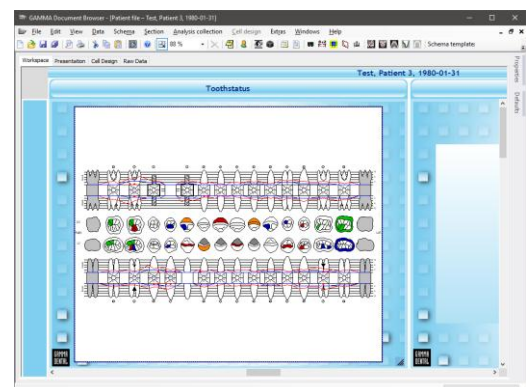 GAMMA Document Browser - [Patient file - Test, Patient 3, 1980-01-31]
File Edit View Data Schema Section Analysis collection Cell design Extras Windows Help
88 % Schema template:
Workspace Presentation Cell Design Raw Data
Test, Patient 3, 1980-01-31
Toothstatus
Properties
Defaults
GAMMA
DENTAL
GAMMA
DENTAL